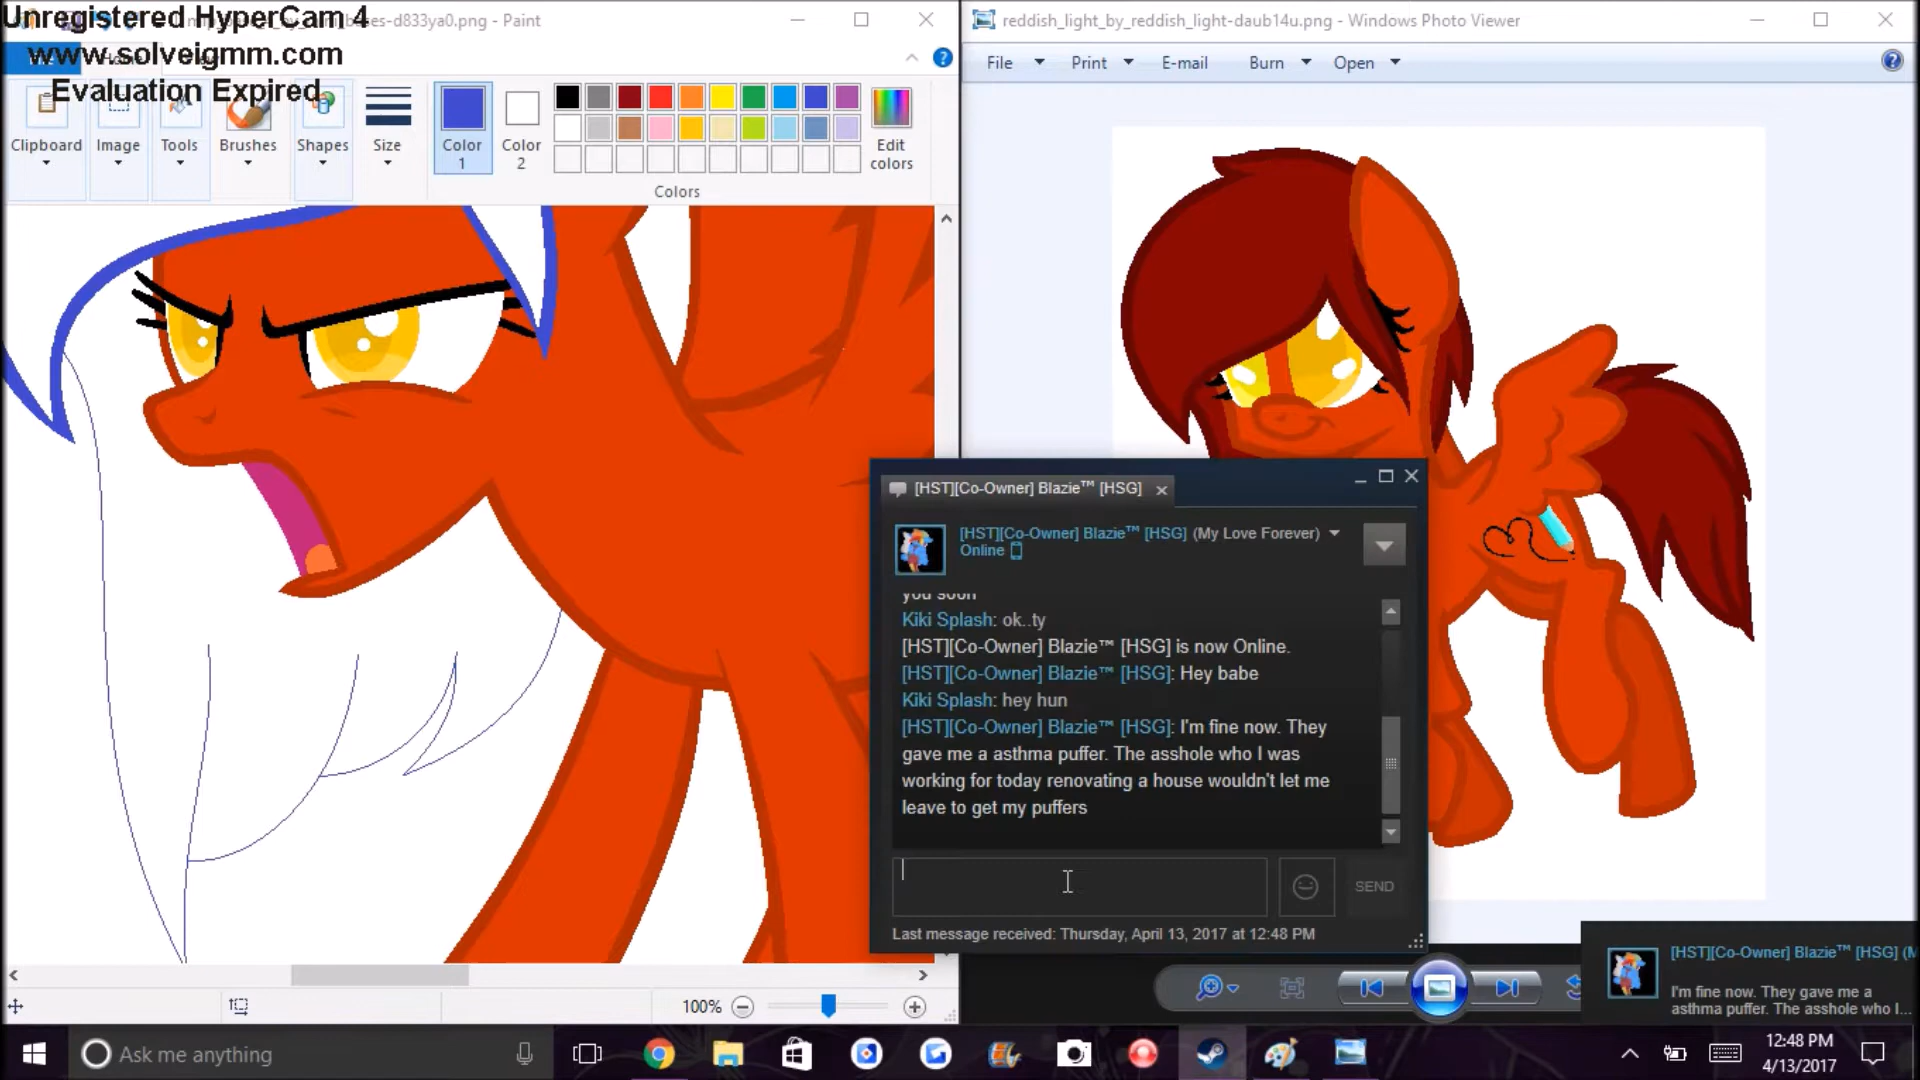 Unregistered HyperCam 4
www.solveigmm.com
Evaluation Expired
bases-d833ya0.png - Paint
Clipboard
Image
Tools
Brushes
Shapes
Size
Color 1
Color 2
Edit colors
Colors
100%
reddish_light_by_reddish_light-daub14u.png - Windows Photo Viewer
File
Print
E-mail
Burn
Open
[HST][Co-Owner] Blazie™ [HSG]
[HST][Co-Owner] Blazie™ [HSG] (My Love Forever)
Online
you soon
Kiki Splash: ok..ty
[HST][Co-Owner] Blazie™ [HSG] is now Online.
[HST][Co-Owner] Blazie™ [HSG]: Hey babe
Kiki Splash: hey hun
[HST][Co-Owner] Blazie™ [HSG]: I'm fine now. They
gave me a asthma puffer. The asshole who I was
working for today renovating a house wouldn't let me
leave to get my puffers
SEND
Last message received: Thursday, April 13, 2017 at 12:48 PM
[HST][Co-Owner] Blazie™ [HSG] (M
I'm fine now. They gave me a
asthma puffer. The asshole who I...
Ask me anything
12:48 PM
4/13/2017